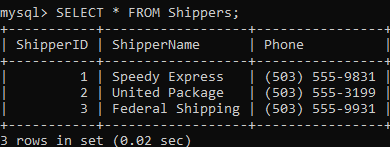 mysql> SELECT * FROM Shippers;
+-----------+------------------+----------------+
| ShipperID | ShipperName      | Phone          |
+-----------+------------------+----------------+
|         1 | Speedy Express   | (503) 555-9831 |
|         2 | United Package   | (503) 555-3199 |
|         3 | Federal Shipping | (503) 555-9931 |
+-----------+------------------+----------------+
3 rows in set (0.02 sec)